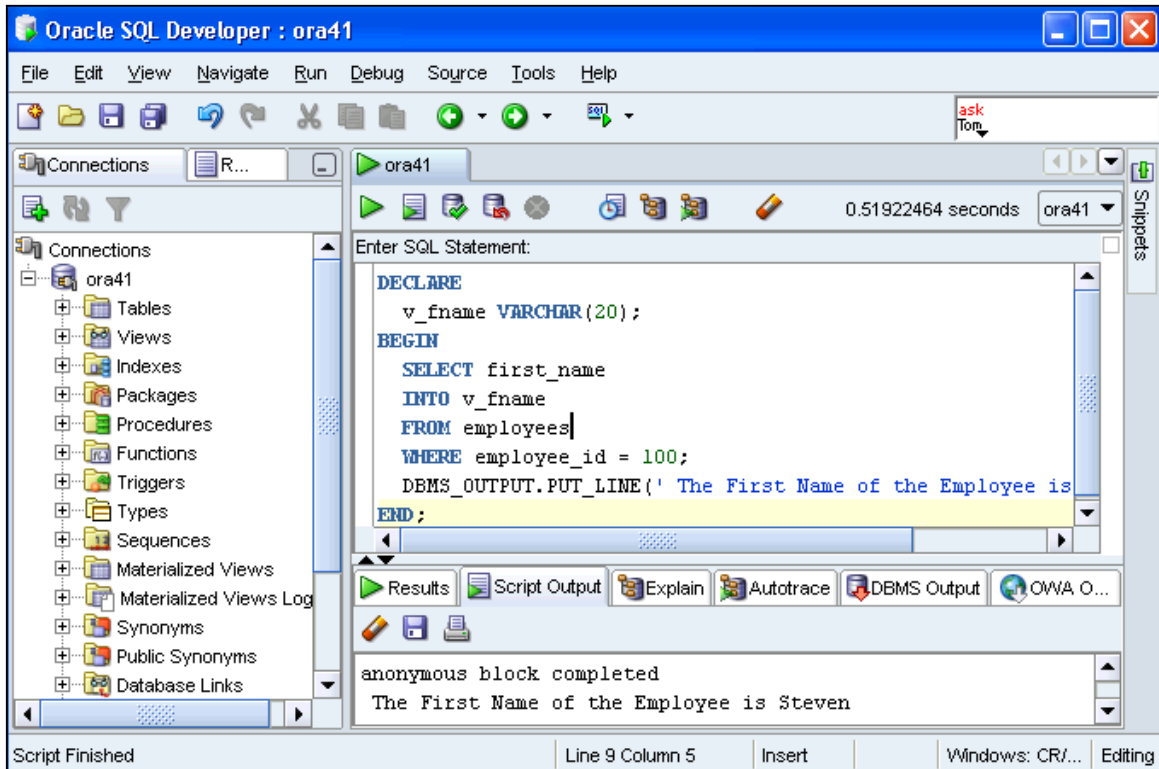 Oracle SQL Developer : ora41
File Edit View Navigate Run Debug Source Tools Help
SQL
ask
Tom
Connections R...
ora41
Snippets
0.51922464 seconds ora41
Connections
ora41
Tables
Views
Indexes
Packages
Procedures
Functions
Triggers
Types
Sequences
Materialized Views
Materialized Views Log
Synonyms
Public Synonyms
Database Links
Enter SQL Statement:
DECLARE
v_fname VARCHAR(20);
BEGIN
SELECT first_name
INTO v_fname
FROM employees
WHERE employee_id = 100;
DBMS_OUTPUT.PUT_LINE(' The First Name of the Employee is
END;
Results Script Output Explain Autotrace DBMS Output OWA O...
anonymous block completed
The First Name of the Employee is Steven
Script Finished Line 9 Column 5 Insert Windows: CR/... Editing